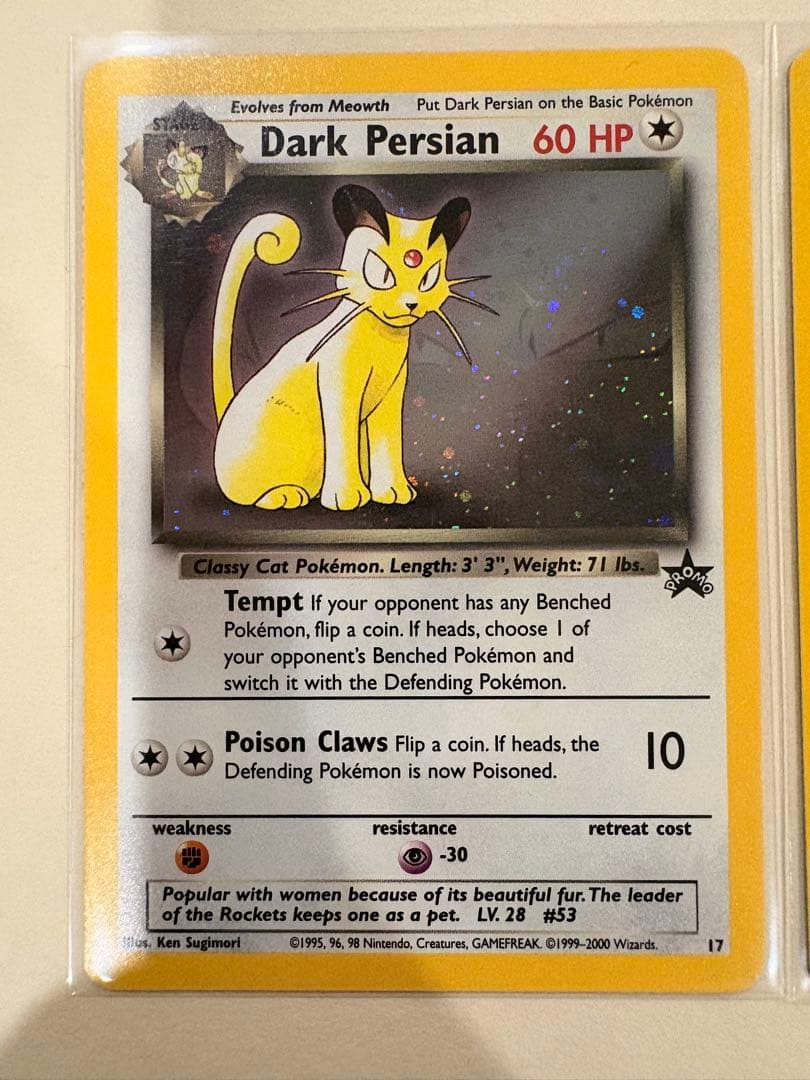 Evolves from Meowth Put Dark Persian on the Basic Pokémon
STAGE
Dark Persian 60 HP
Classy Cat Pokémon. Length: 3' 3", Weight: 71 lbs.
PROMO
Tempt If your opponent has any Benched
Pokémon, flip a coin. If heads, choose 1 of
your opponent's Benched Pokémon and
switch it with the Defending Pokémon.
Poison Claws Flip a coin. If heads, the
Defending Pokémon is now Poisoned.
10
weakness resistance retreat cost
-30
Popular with women because of its beautiful fur. The leader
of the Rockets keeps one as a pet. LV. 28 #53
Illus. Ken Sugimori ©1995, 96, 98 Nintendo, Creatures, GAMEFREAK. ©1999-2000 Wizards. 17